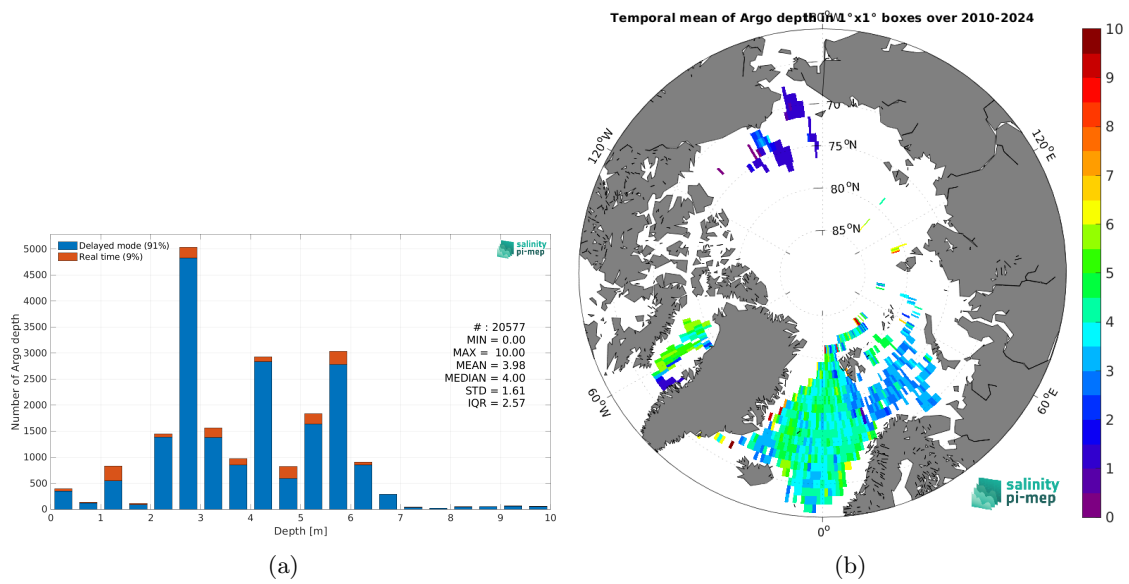 Temporal mean of Argo depth in 1°x1° boxes over 2010-2024
5000
4500
4000
3500
3000
2500
2000
1500
1000
500
0
Number of Argo depth
Delayed mode (91%)
Real time (9%)
salinity
pi-mep
# : 20577
MIN = 0.00
MAX = 10.00
MEAN = 3.98
MEDIAN = 4.00
STD = 1.61
IQR = 2.57
0 1 2 3 4 5 6 7 8 9 10
Depth [m]
(a)
120°W
120°E
75°N
80°N
85°N
60°W
60°E
0°
salinity
pi-mep
10
9
8
7
6
5
4
3
2
1
0
(b)